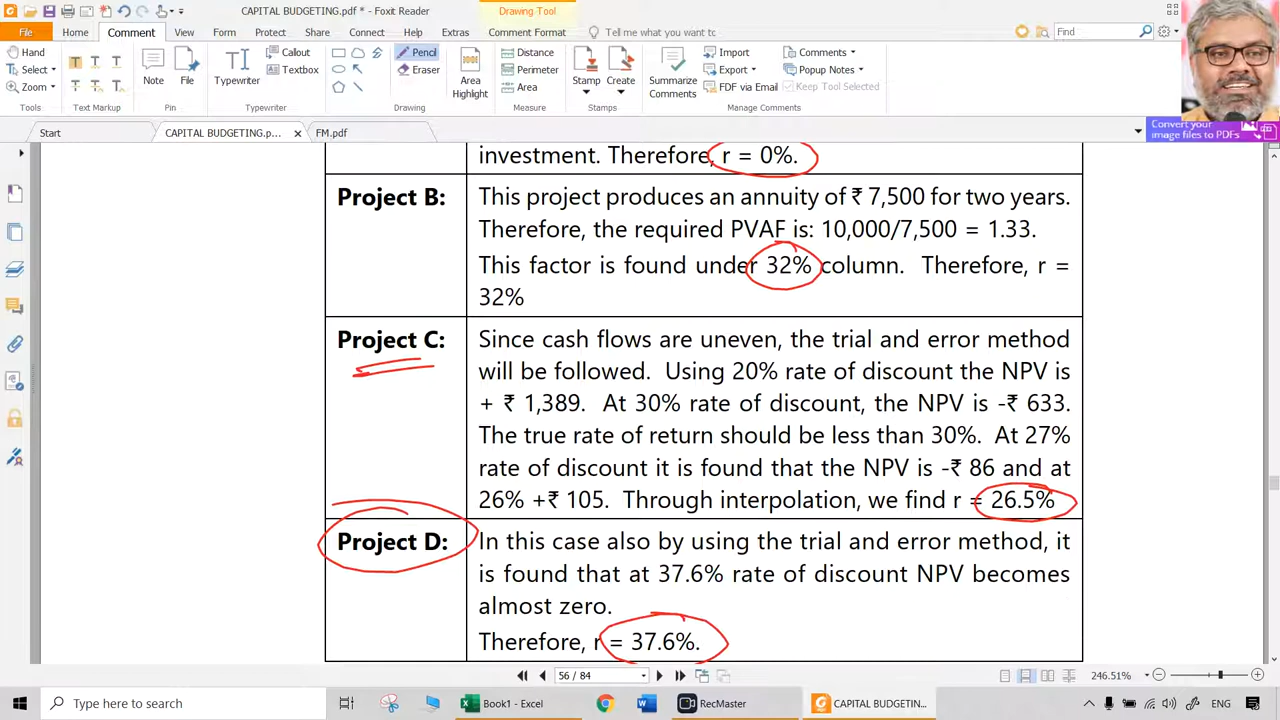 CAPITAL BUDGETING.pdf * - Foxit Reader
Drawing Tool
File Home Comment View Form Protect Share Connect Help Extras Comment Format Tell me what you want to Find
Hand
Select
Zoom
Tools
Text Markup
Note
File
Pin
Typewriter
Callout
Textbox
Typewriter
Pencil
Eraser
Drawing
Area Highlight
Distance
Perimeter
Area
Measure
Stamp
Create
Stamps
Summarize Comments
Import
Export
FDF via Email
Comments
Popup Notes
Keep Tool Selected
Manage Comments
Convert your image files to PDFs
Start CAPITAL BUDGETING.p... FM.pdf
investment. Therefore, r = 0%.
Project B:
This project produces an annuity of ₹ 7,500 for two years.
Therefore, the required PVAF is: 10,000/7,500 = 1.33.
This factor is found under 32% column. Therefore, r =
32%
Project C:
Since cash flows are uneven, the trial and error method
will be followed. Using 20% rate of discount the NPV is
+ ₹ 1,389. At 30% rate of discount, the NPV is -₹ 633.
The true rate of return should be less than 30%. At 27%
rate of discount it is found that the NPV is -₹ 86 and at
26% +₹ 105. Through interpolation, we find r = 26.5%
Project D:
In this case also by using the trial and error method, it
is found that at 37.6% rate of discount NPV becomes
almost zero.
Therefore, r = 37.6%.
56 / 84
246.51%
Type here to search
Book1 - Excel
RecMaster
CAPITAL BUDGETIN...
ENG